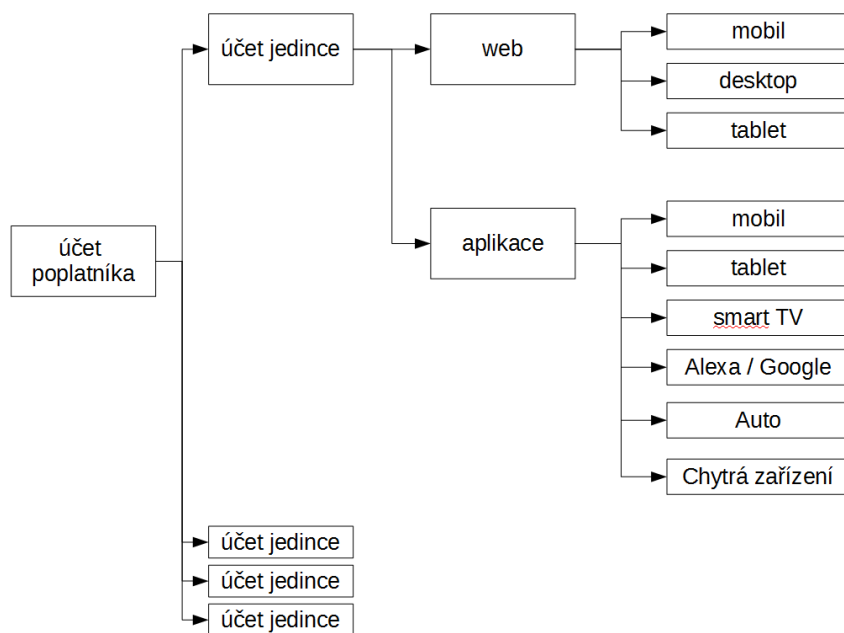 účet jedince
web
mobil
desktop
tablet
účet
poplatníka
aplikace
mobil
tablet
smart TV
Alexa / Google
Auto
Chytrá zařízení
účet jedince
účet jedince
účet jedince